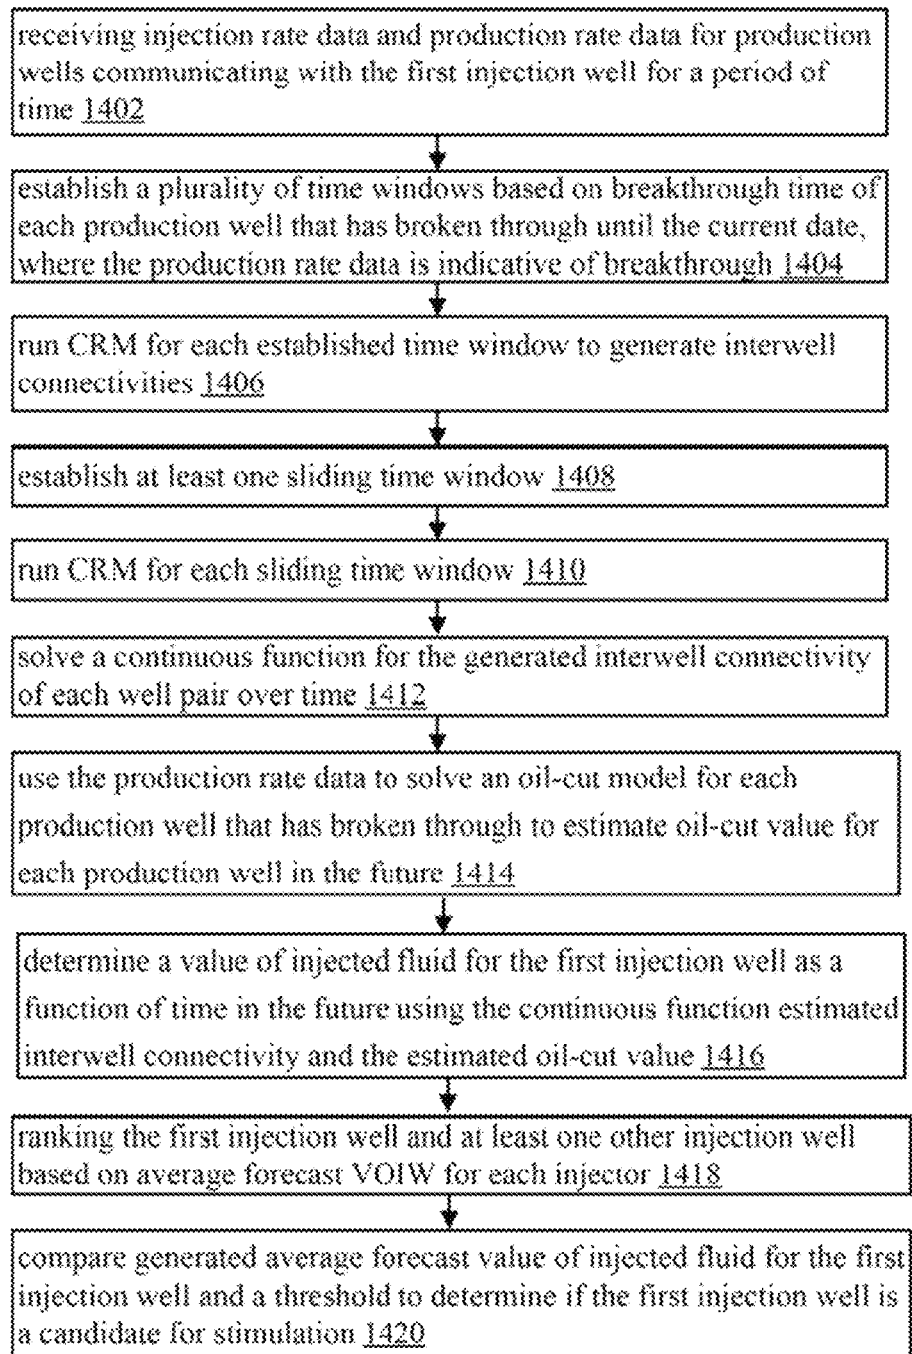 receiving injection rate data and production rate data for production
wells communicating with the first injection well for a period of
time 1402
establish a plurality of time windows based on breakthrough time of
each production well that has broken through until the current date,
where the production rate data is indicative of breakthrough 1404
run CRM for each established time window to generate interwell
connectivities 1406
establish at least one sliding time window 1408
run CRM for each sliding time window 1410
solve a continuous function for the generated interwell connectivity
of each well pair over time 1412
use the production rate data to solve an oil-cut model for each
production well that has broken through to estimate oil-cut value for
each production well in the future 1414
determine a value of injected fluid for the first injection well as a
function of time in the future using the continuous function estimated
interwell connectivity and the estimated oil-cut value 1416
ranking the first injection well and at least one other injection well
based on average forecast VOIW for each injector 1418
compare generated average forecast value of injected fluid for the first
injection well and a threshold to determine if the first injection well is
a candidate for stimulation 1420